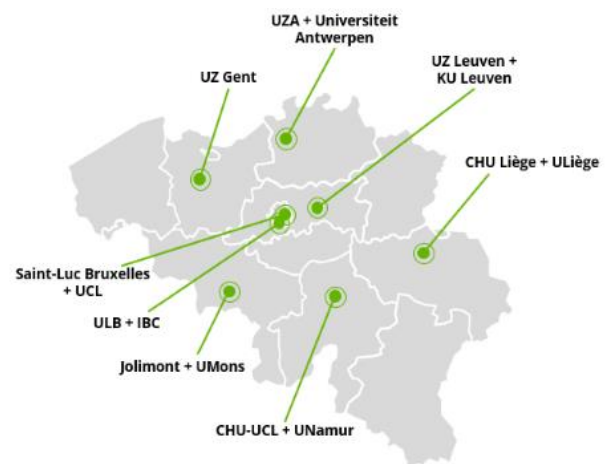 UZA + Universiteit
Antwerpen
UZ Leuven +
KU Leuven
UZ Gent
CHU Liège + ULiège
Saint-Luc Bruxelles
+ UCL
ULB + IBC
Jolimont + UMons
CHU-UCL + UNamur